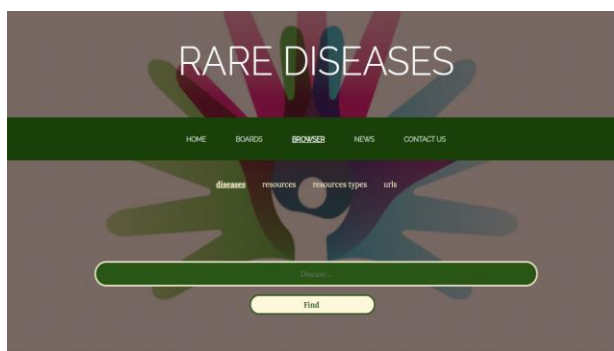 RARE DISEASES
HOME BOARDS BROWSER NEWS CONTACT US
diseases resources resources types urls
Disease...
Find